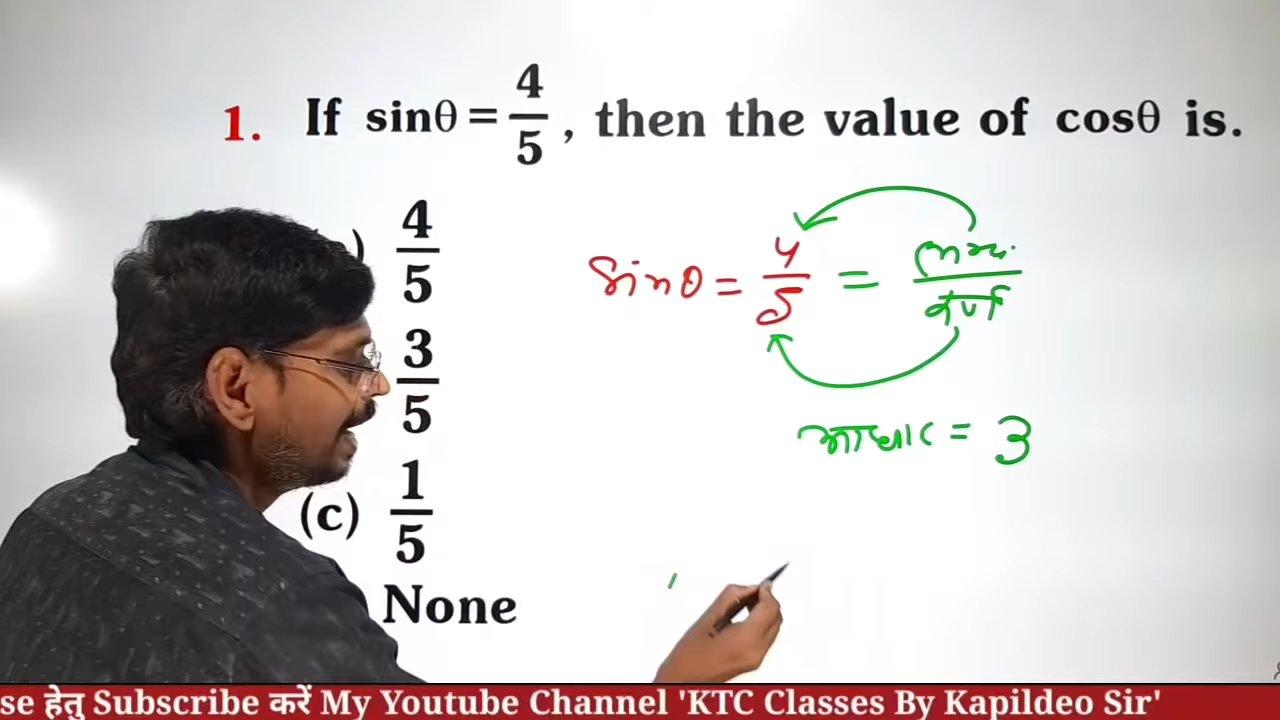 1. If sinθ = 4/5, then the value of cosθ is.
) 4/5
3/5
(c) 1/5
None
sinθ = 4/5 = लम्ब/कर्ण
आधार = 3
se हेतु Subscribe करें My Youtube Channel 'KTC Classes By Kapildeo Sir'